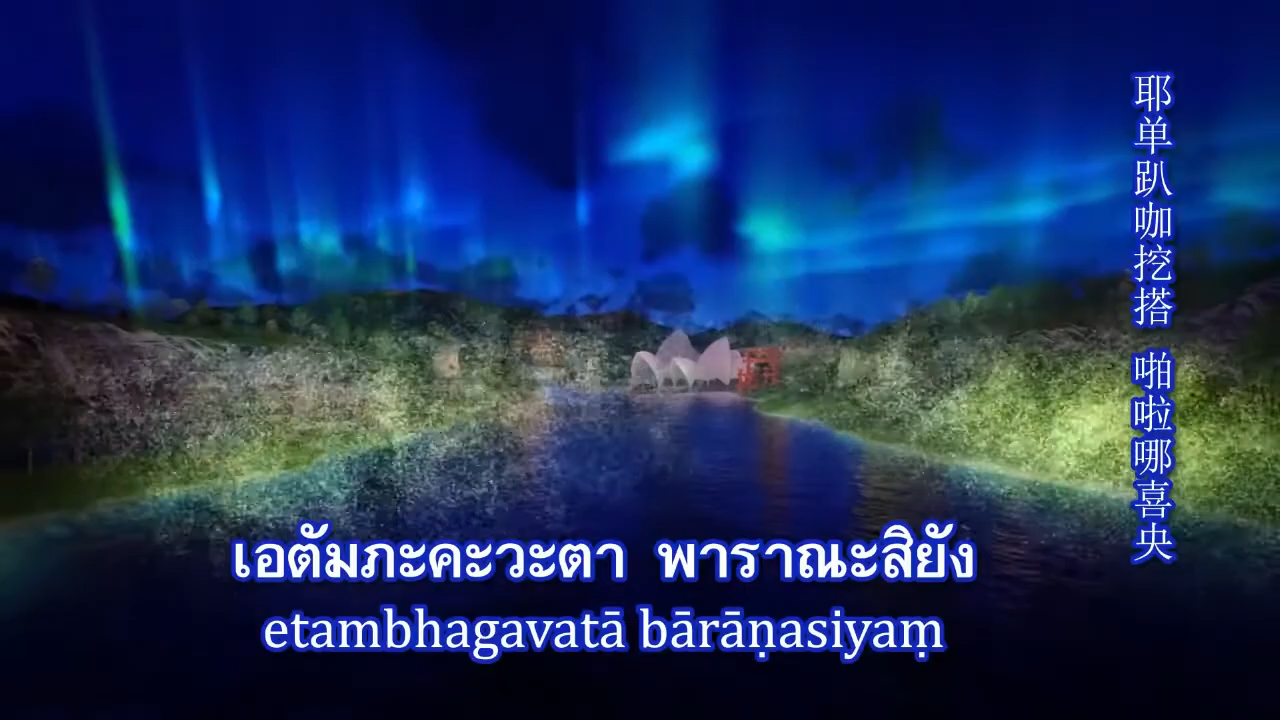 เอตัมภะคะวะตา พาราณะสิยัง
etambhagavatā bārāṇasiyaṃ
耶单趴咖挖搭 啪啦哪喜央